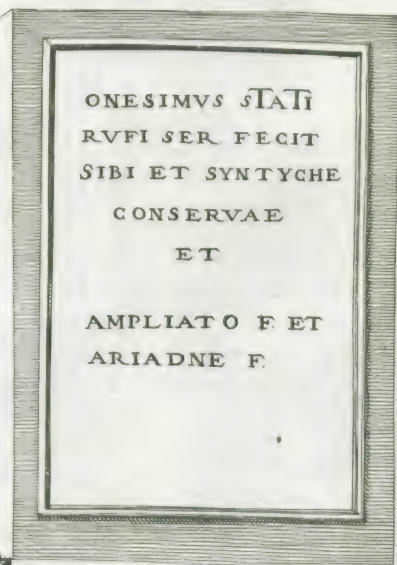 ONESIMVS STATI
RVFI SER FECIT
SIBI ET SYNTYCHE
CONSERVAE
ET
AMPLIATO F ET
ARIADNE F